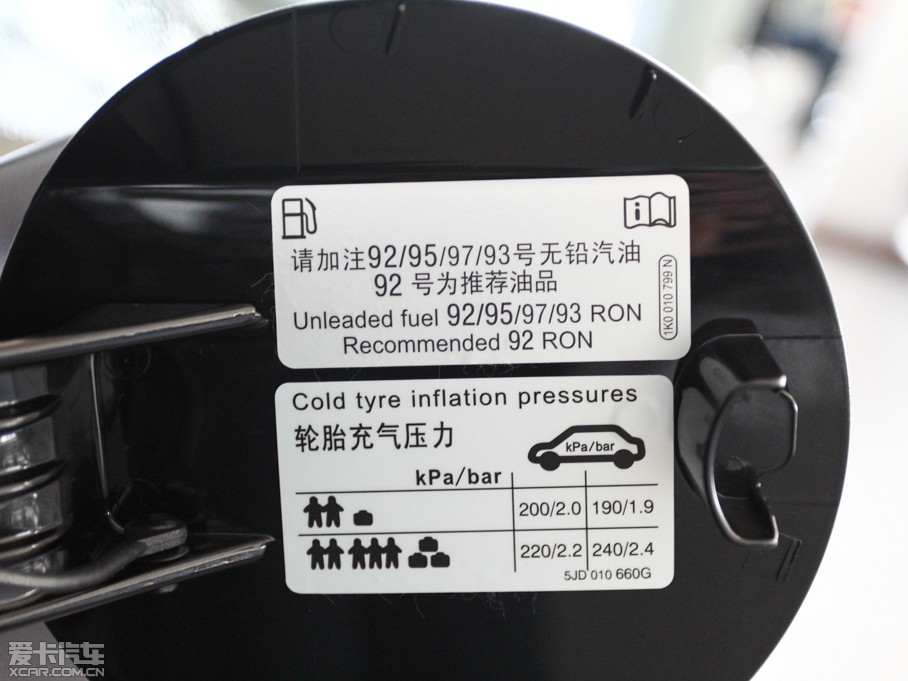 请加注92/95/97/93号无铅汽油
92 号为推荐油品
Unleaded fuel 92/95/97/93 RON
Recommended 92 RON
1K0 010 799 N
Cold tyre inflation pressures
轮胎充气压力
kPa/bar
kPa/bar
200/2.0 190/1.9
220/2.2 240/2.4
5JD 010 660G
爱卡汽车
XCAR.COM.CN